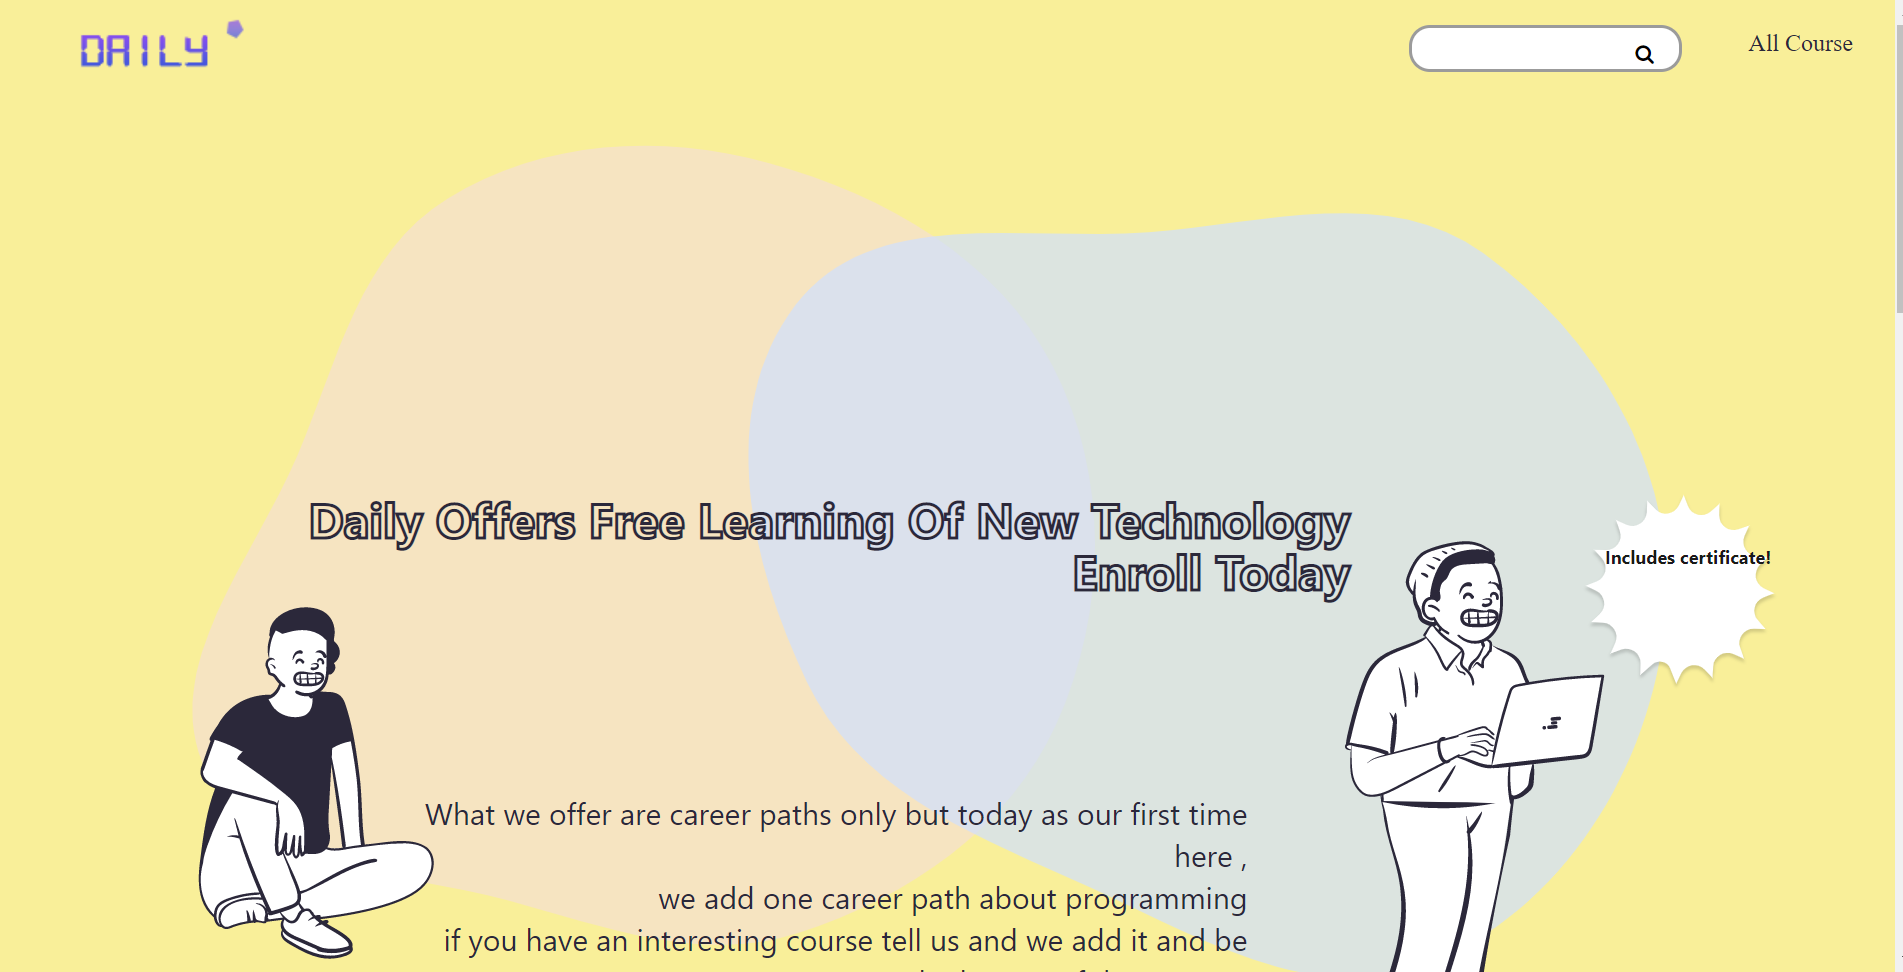 DAILY
All Course
Daily Offers Free Learning Of New Technology
Enroll Today
Includes certificate!
What we offer are career paths only but today as our first time
here ,
we add one career path about programming
if you have an interesting course tell us and we add it and be